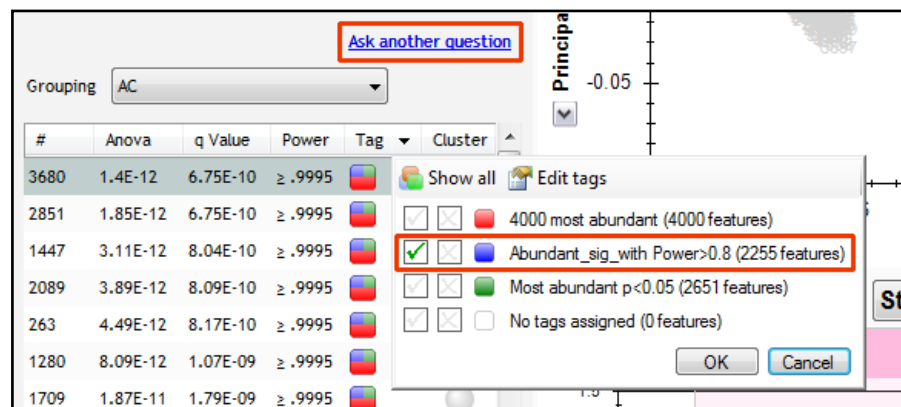 Ask another question
Grouping AC
# Anova q Value Power Tag Cluster
3680 1.4E-12 6.75E-10 ≥ .9995
2851 1.85E-12 6.75E-10 ≥ .9995
1447 3.11E-12 8.04E-10 ≥ .9995
2089 3.89E-12 8.09E-10 ≥ .9995
263 4.49E-12 8.17E-10 ≥ .9995
1280 8.09E-12 1.07E-09 ≥ .9995
1709 1.87E-11 1.79E-09 ≥ .9995
Show all Edit tags
4000 most abundant (4000 features)
Abundant_sig_with Power>0.8 (2255 features)
Most abundant p<0.05 (2651 features)
No tags assigned (0 features)
OK Cancel
Principa
-0.05
St
1.5